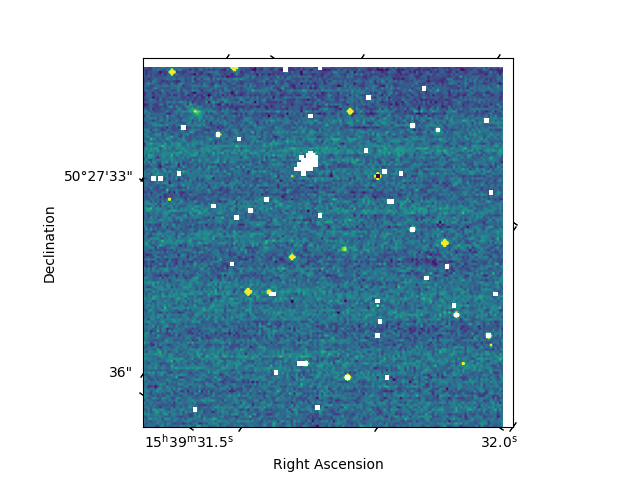 50°27'33"
Declination
36"
15ʰ39ᵐ31.5ˢ
32.0ˢ
Right Ascension